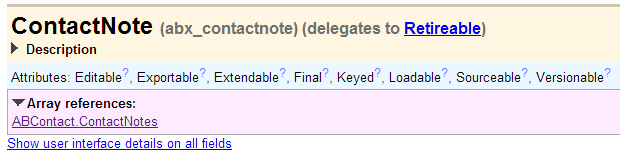 ContactNote (abx_contactnote) (delegates to Retireable)
Description
Attributes: Editable?, Exportable?, Extendable?, Final?, Keyed?, Loadable?, Sourceable?, Versionable?
Array references:
ABContact.ContactNotes
Show user interface details on all fields